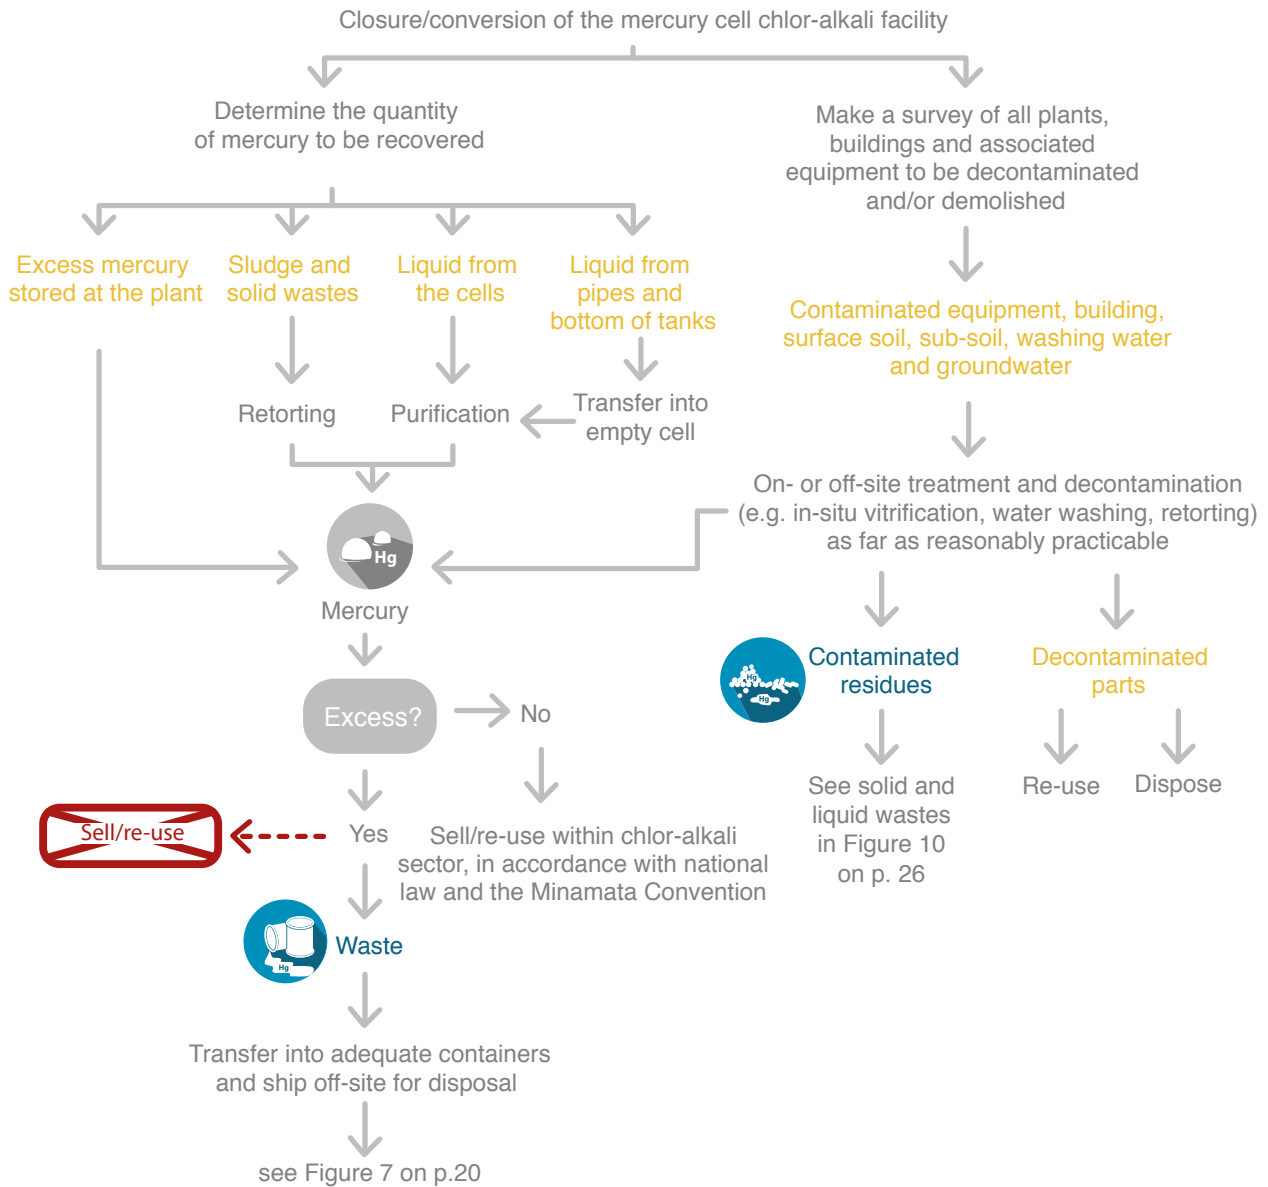 Closure/conversion of the mercury cell chlor-alkali facility
Determine the quantity
of mercury to be recovered
Make a survey of all plants,
buildings and associated
equipment to be decontaminated
and/or demolished
Excess mercury
stored at the plant
Sludge and
solid wastes
Liquid from
the cells
Liquid from
pipes and
bottom of tanks
Contaminated equipment, building,
surface soil, sub-soil, washing water
and groundwater
Retorting
Purification
Transfer into
empty cell
On- or off-site treatment and decontamination
(e.g. in-situ vitrification, water washing, retorting)
as far as reasonably practicable
Hg
Mercury
Hg
Hg
Contaminated
residues
Decontaminated
parts
Excess?
No
See solid and
liquid wastes
in Figure 10
on p. 26
Re-use
Dispose
Sell/re-use
Yes
Sell/re-use within chlor-alkali
sector, in accordance with national
law and the Minamata Convention
Hg
Waste
Transfer into adequate containers
and ship off-site for disposal
see Figure 7 on p.20